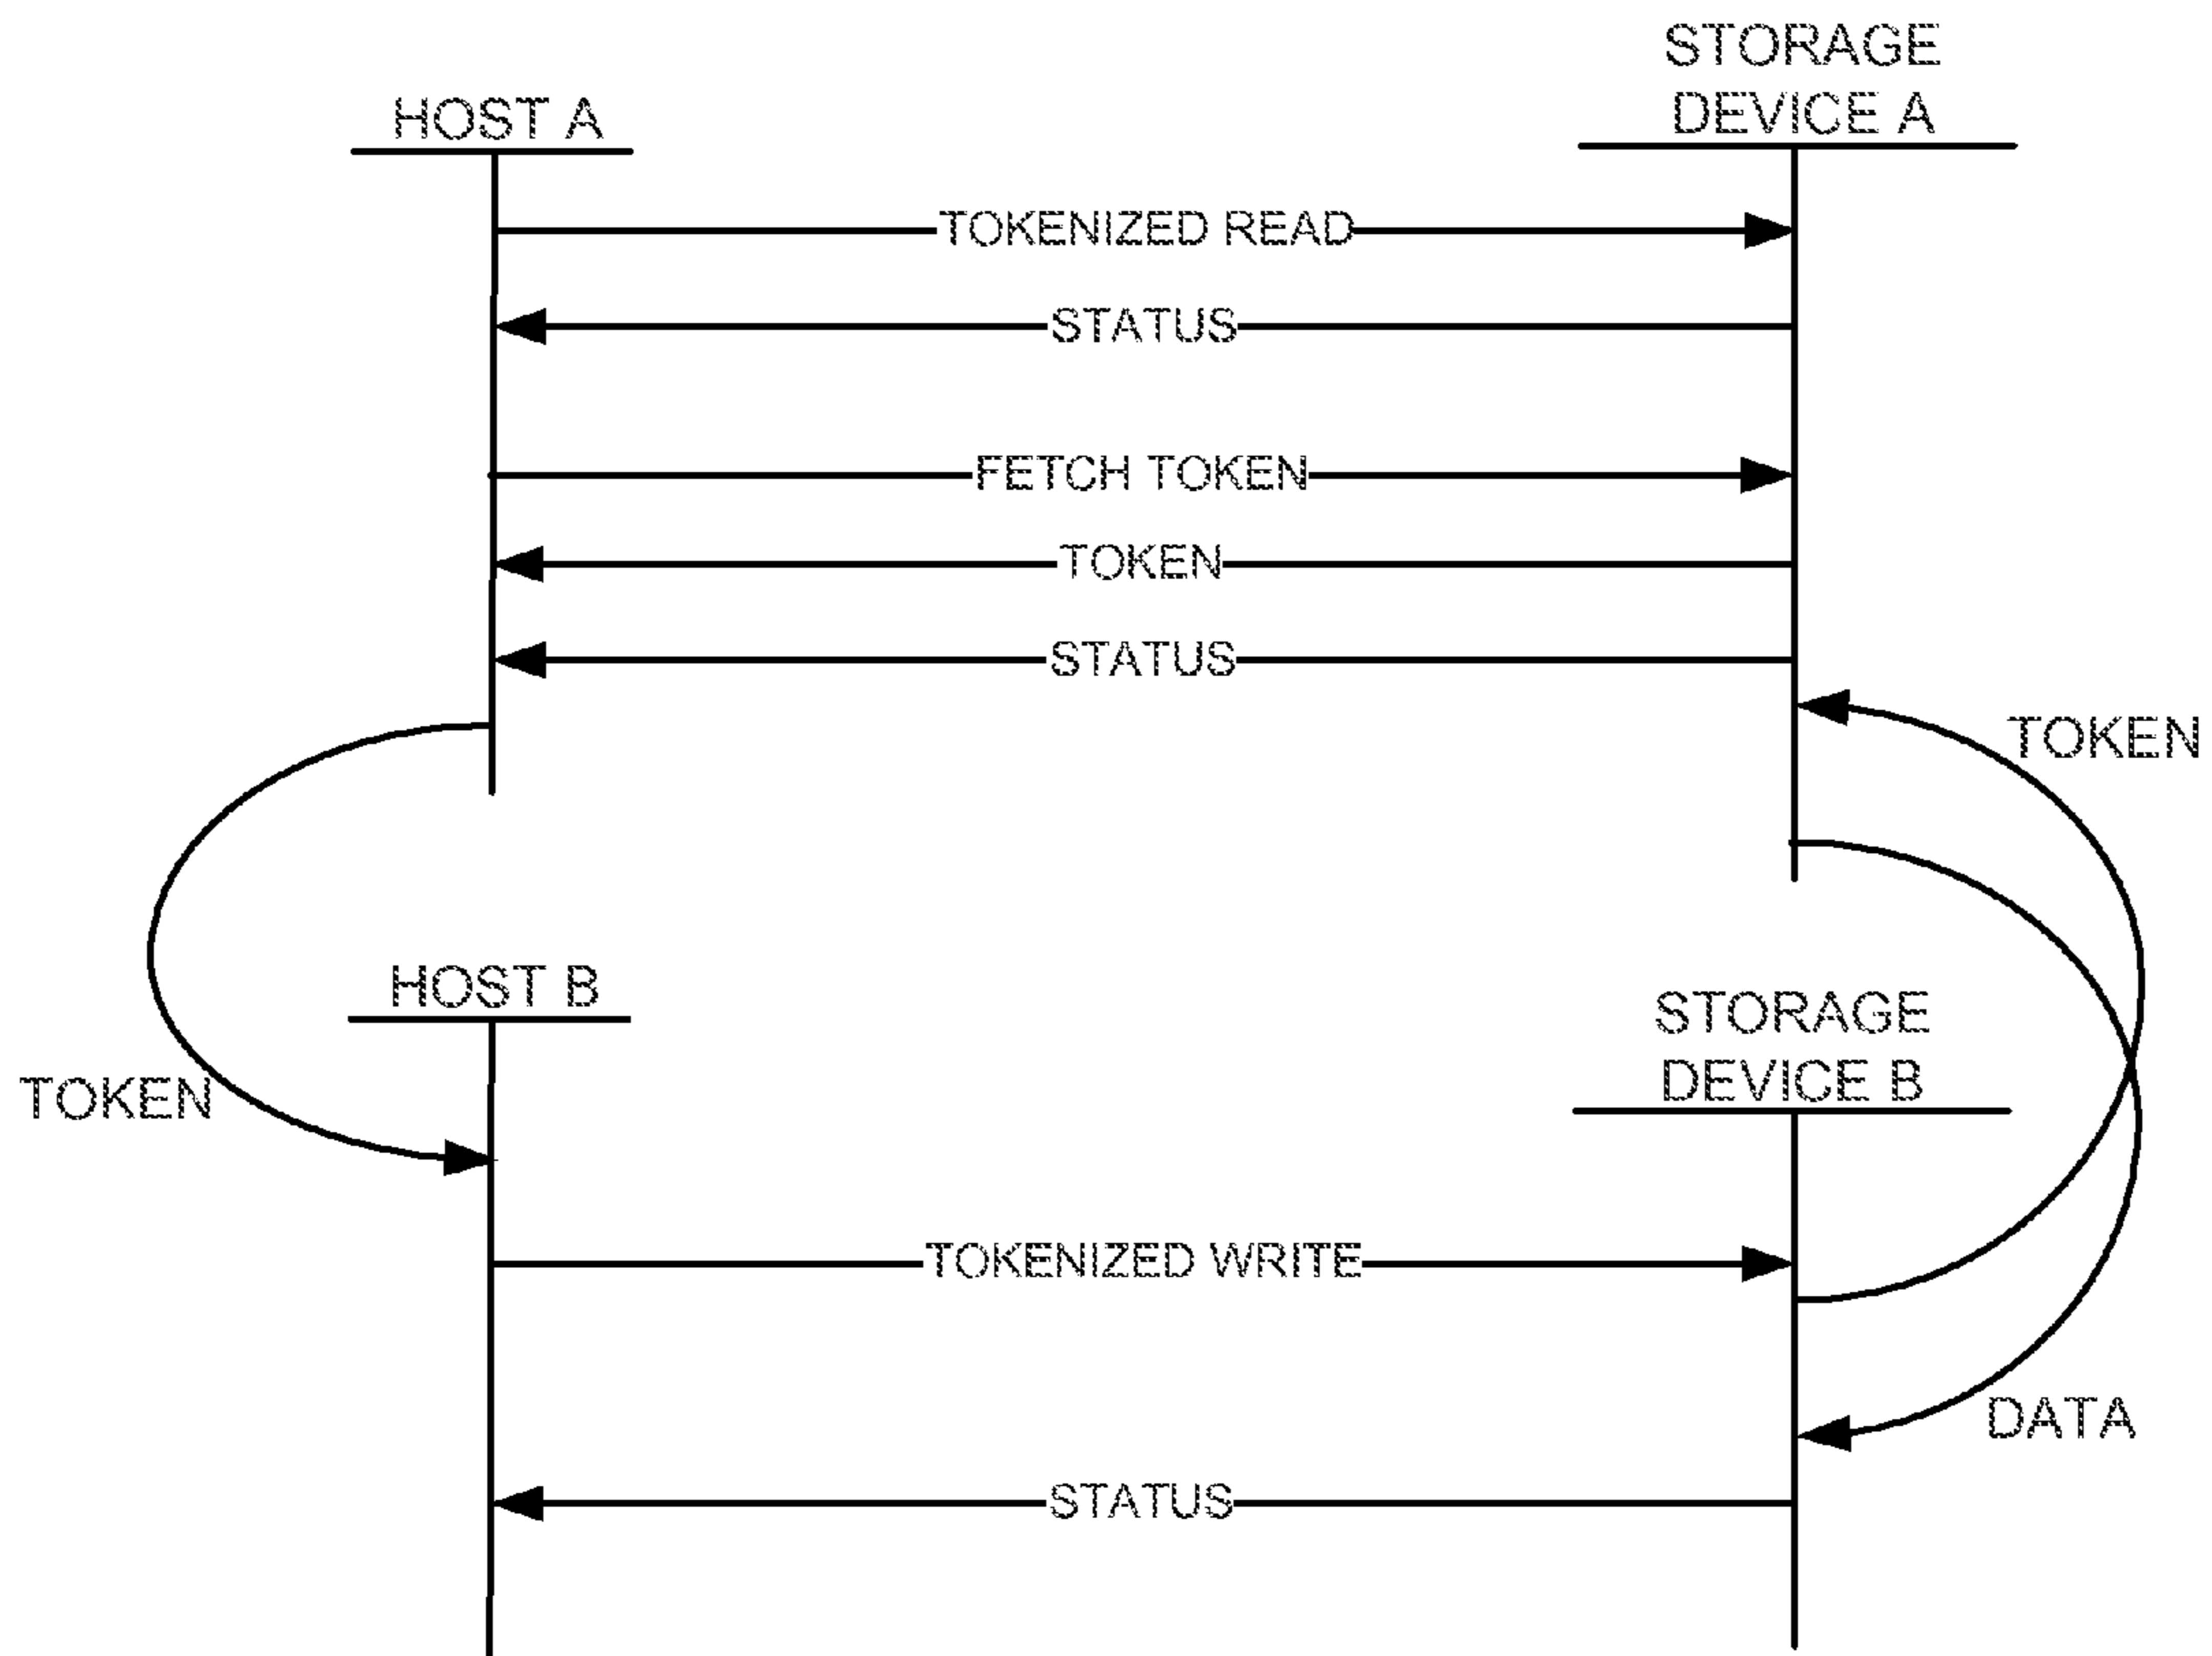 STORAGE
DEVICE A
HOST A
TOKENIZED READ
STATUS
FETCH TOKEN
TOKEN
STATUS
TOKEN
HOST B
STORAGE
DEVICE B
TOKEN
TOKENIZED WRITE
DATA
STATUS